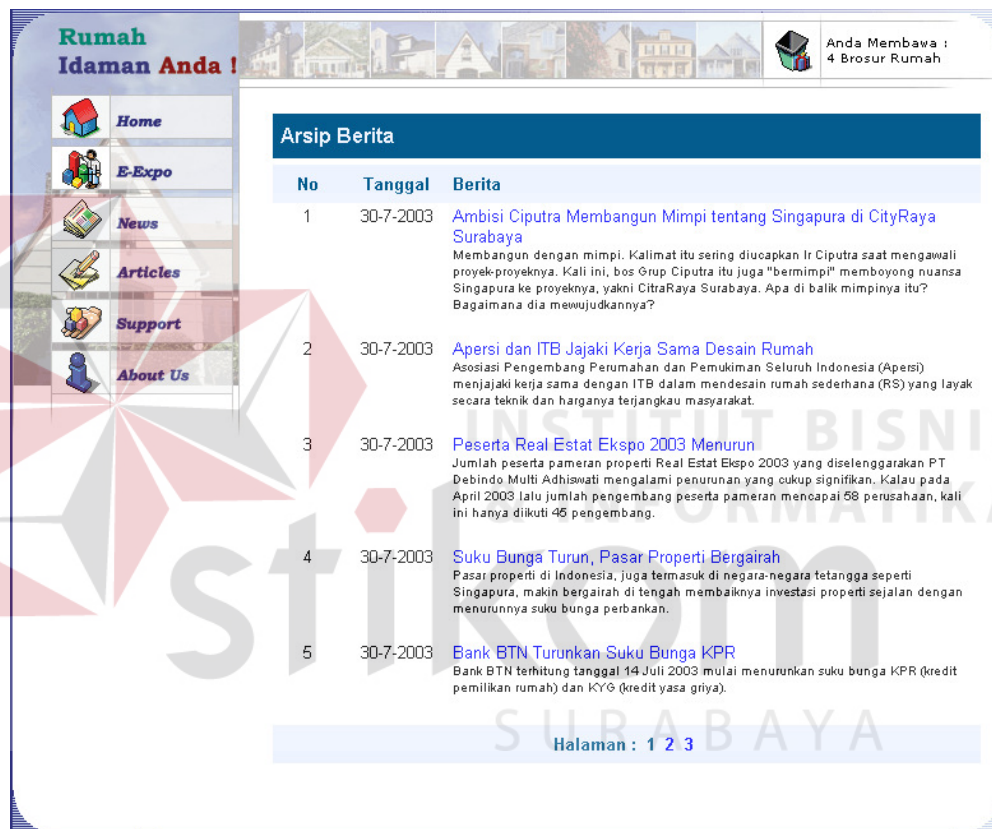 Rumah
Idaman Anda !
Anda Membawa :
4 Brosur Rumah
Home
E-Expo
News
Articles
Support
About Us
Arsip Berita
No Tanggal Berita
1 30-7-2003 Ambisi Ciputra Membangun Mimpi tentang Singapura di CityRaya
Surabaya
Membangun dengan mimpi. Kalimat itu sering diucapkan Ir Ciputra saat mengawali
proyek-proyeknya. Kali ini, bos Grup Ciputra itu juga "bermimpi" memboyong nuansa
Singapura ke proyeknya, yakni CitraRaya Surabaya. Apa di balik mimpinya itu?
Bagaimana dia mewujudkannya?
2 30-7-2003 Apersi dan ITB Jajaki Kerja Sama Desain Rumah
Asosiasi Pengembang Perumahan dan Pemukiman Seluruh Indonesia (Apersi)
menjajaki kerja sama dengan ITB dalam mendesain rumah sederhana (RS) yang layak
secara teknik dan harganya terjangkau masyarakat.
3 30-7-2003 Peserta Real Estat Ekspo 2003 Menurun
Jumlah peserta pameran properti Real Estat Ekspo 2003 yang diselenggarakan PT
Debindo Multi Adhiswati mengalami penurunan yang cukup signifikan. Kalau pada
April 2003 lalu jumlah pengembang peserta pameran mencapai 58 perusahaan, kali
ini hanya diikuti 45 pengembang.
4 30-7-2003 Suku Bunga Turun, Pasar Properti Bergairah
Pasar properti di Indonesia, juga termasuk di negara-negara tetangga seperti
Singapura, makin bergairah di tengah membaiknya investasi properti sejalan dengan
menurunnya suku bunga perbankan.
5 30-7-2003 Bank BTN Turunkan Suku Bunga KPR
Bank BTN terhitung tanggal 14 Juli 2003 mulai menurunkan suku bunga KPR (kredit
pemilikan rumah) dan KYG (kredit yasa griya).
Halaman : 1 2 3
INSTITUT BISNI
& INFORMATIKA
stikom
SURABAYA